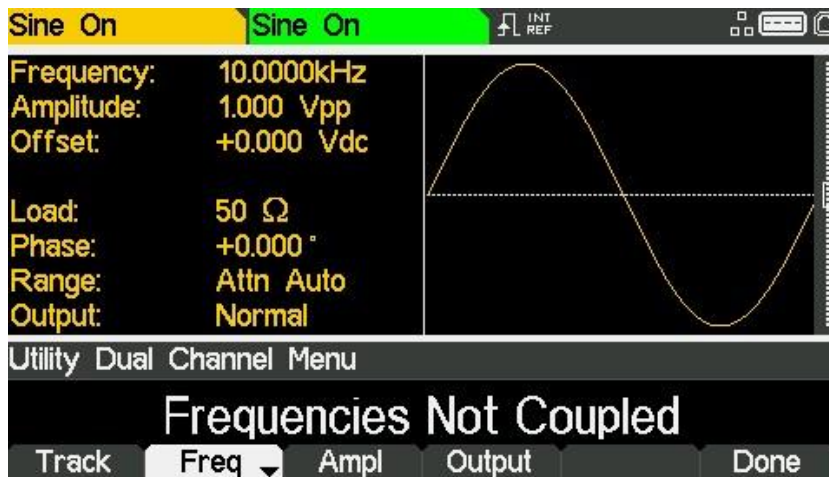 Sine On
Sine On
INT REF
Frequency: 10.0000kHz
Amplitude: 1.000 Vpp
Offset: +0.000 Vdc
Load: 50 Ω
Phase: +0.000 °
Range: Attn Auto
Output: Normal
Utility Dual Channel Menu
Frequencies Not Coupled
Track Freq Ampl Output Done